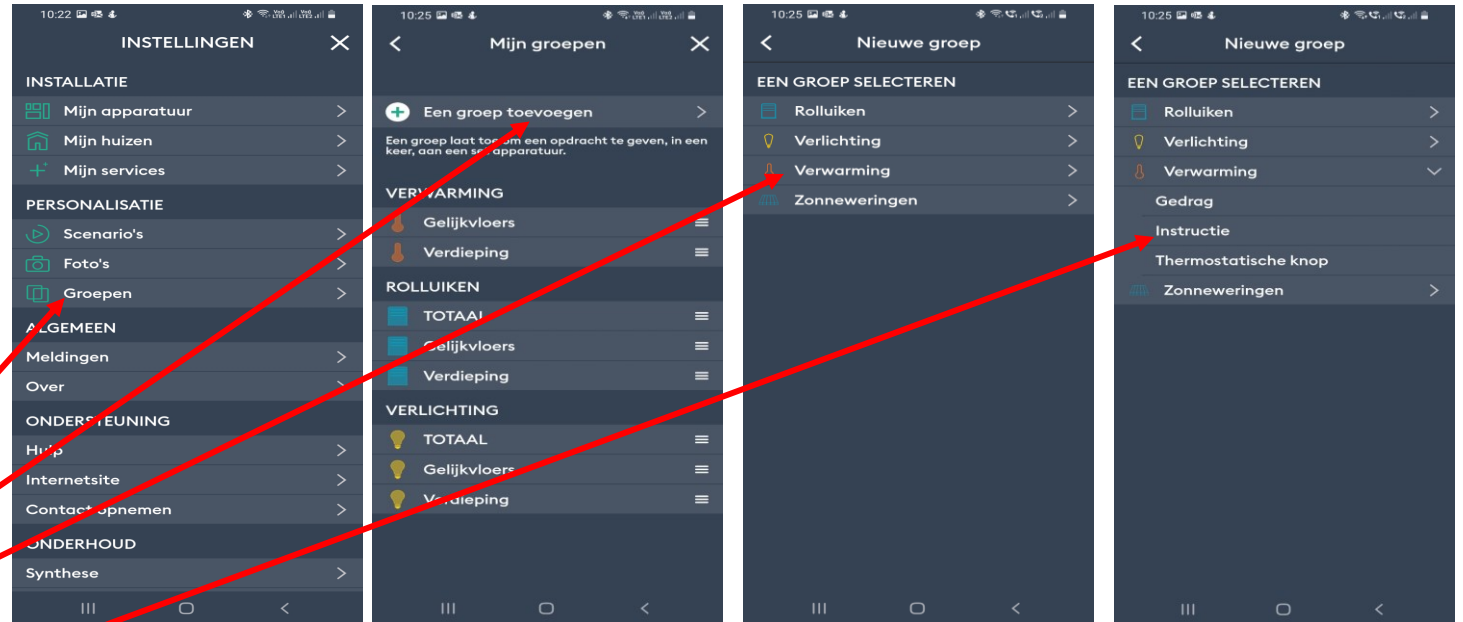 10:22
INSTELLINGEN
INSTALLATIE
Mijn apparatuur
Mijn huizen
Mijn services
PERSONALISATIE
Scenario's
Foto's
Groepen
ALGEMEEN
Meldingen
Over
ONDERSTEUNING
Hulp
Internetsite
Contact opnemen
ONDERHOUD
Synthese
10:25
Mijn groepen
Een groep toevoegen
Een groep laat toe om een opdracht te geven, in een
keer, aan een set apparatuur.
VERWARMING
Gelijkvloers
Verdieping
ROLLUIKEN
TOTAAL
Gelijkvloers
Verdieping
VERLICHTING
TOTAAL
Gelijkvloers
Verdieping
10:25
Nieuwe groep
EEN GROEP SELECTEREN
Rolluiken
Verlichting
Verwarming
Zonneweringen
10:25
Nieuwe groep
EEN GROEP SELECTEREN
Rolluiken
Verlichting
Verwarming
Gedrag
Instructie
Thermostatische knop
Zonneweringen